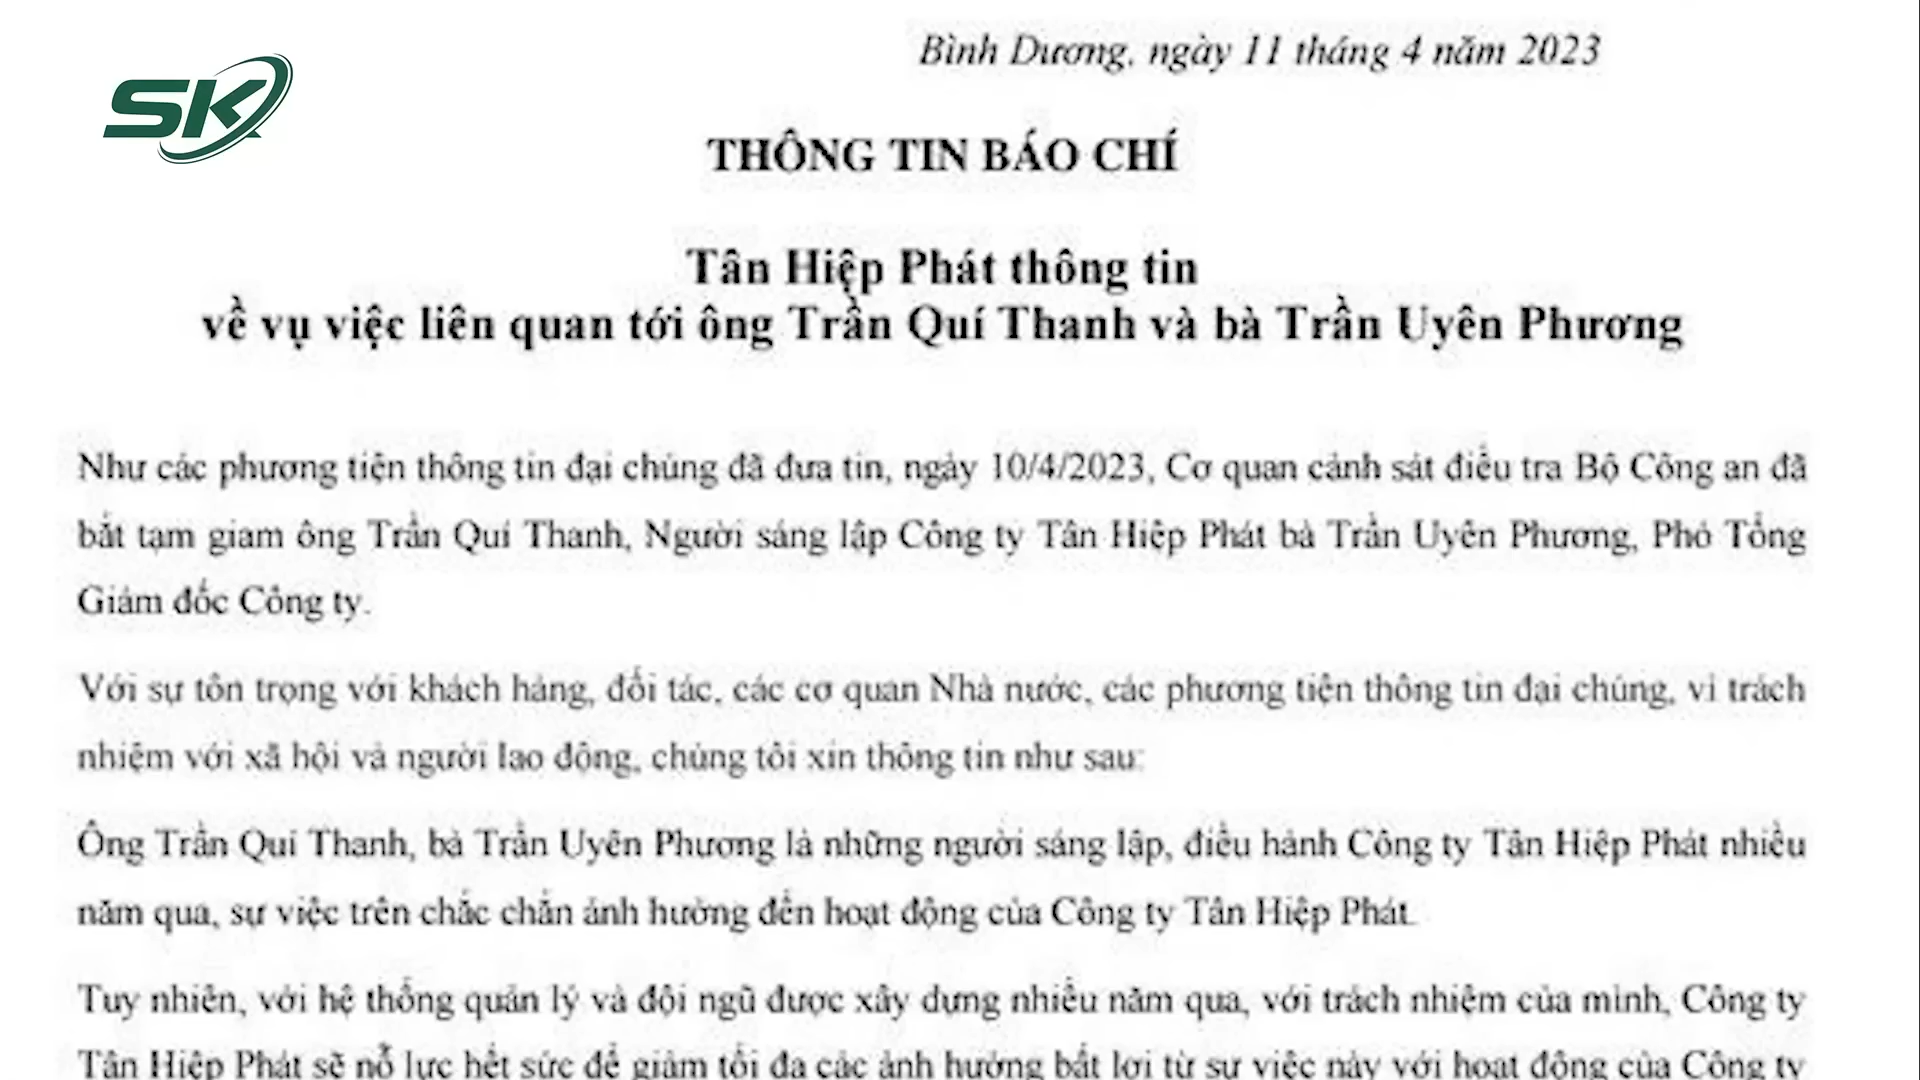 SK
Bình Dương, ngày 11 tháng 4 năm 2023
THÔNG TIN BÁO CHÍ
Tân Hiệp Phát thông tin
về vụ việc liên quan tới ông Trần Quí Thanh và bà Trần Uyên Phương
Như các phương tiện thông tin đại chúng đã đưa tin, ngày 10/4/2023, Cơ quan cảnh sát điều tra Bộ Công an đã
bắt tạm giam ông Trần Quí Thanh, Người sáng lập Công ty Tân Hiệp Phát bà Trần Uyên Phương, Phó Tổng
Giám đốc Công ty.
Với sự tôn trọng với khách hàng, đối tác, các cơ quan Nhà nước, các phương tiện thông tin đại chúng, vì trách
nhiệm với xã hội và người lao động, chúng tôi xin thông tin như sau:
Ông Trần Quí Thanh, bà Trần Uyên Phương là những người sáng lập, điều hành Công ty Tân Hiệp Phát nhiều
năm qua, sự việc trên chắc chắn ảnh hưởng đến hoạt động của Công ty Tân Hiệp Phát.
Tuy nhiên, với hệ thống quản lý và đội ngũ được xây dựng nhiều năm qua, với trách nhiệm của mình, Công ty
Tân Hiệp Phát sẽ nỗ lực hết sức để giảm tối đa các ảnh hưởng bất lợi từ sự việc này với hoạt động của Công ty